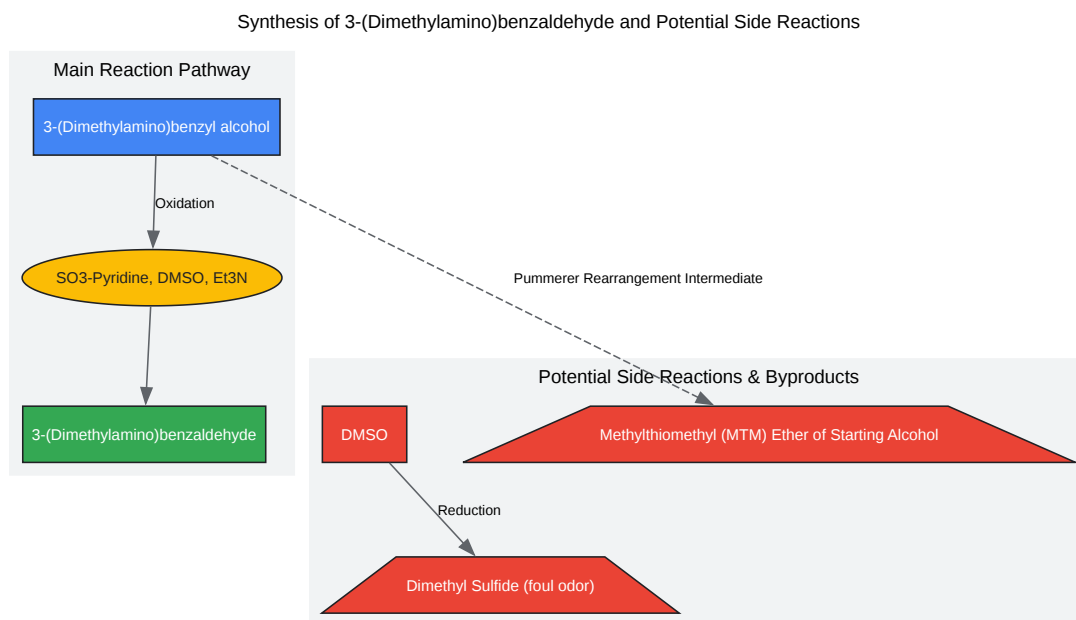 Synthesis of 3-(Dimethylamino)benzaldehyde and Potential Side Reactions
Main Reaction Pathway
3-(Dimethylamino)benzyl alcohol
Oxidation
SO3-Pyridine, DMSO, Et3N
Pummerer Rearrangement Intermediate
3-(Dimethylamino)benzaldehyde
Potential Side Reactions & Byproducts
DMSO
Methylthiomethyl (MTM) Ether of Starting Alcohol
Reduction
Dimethyl Sulfide (foul odor)